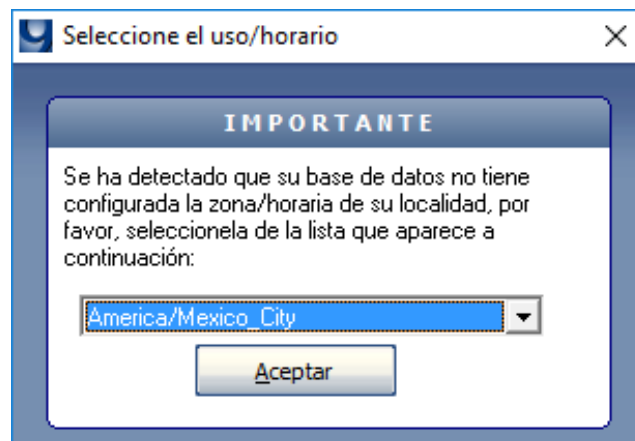 Seleccione el uso/horario
IMPORTANTE
Se ha detectado que su base de datos no tiene
configurada la zona/horaria de su localidad, por
favor, seleccionela de la lista que aparece a
continuación:
America/Mexico_City
Aceptar